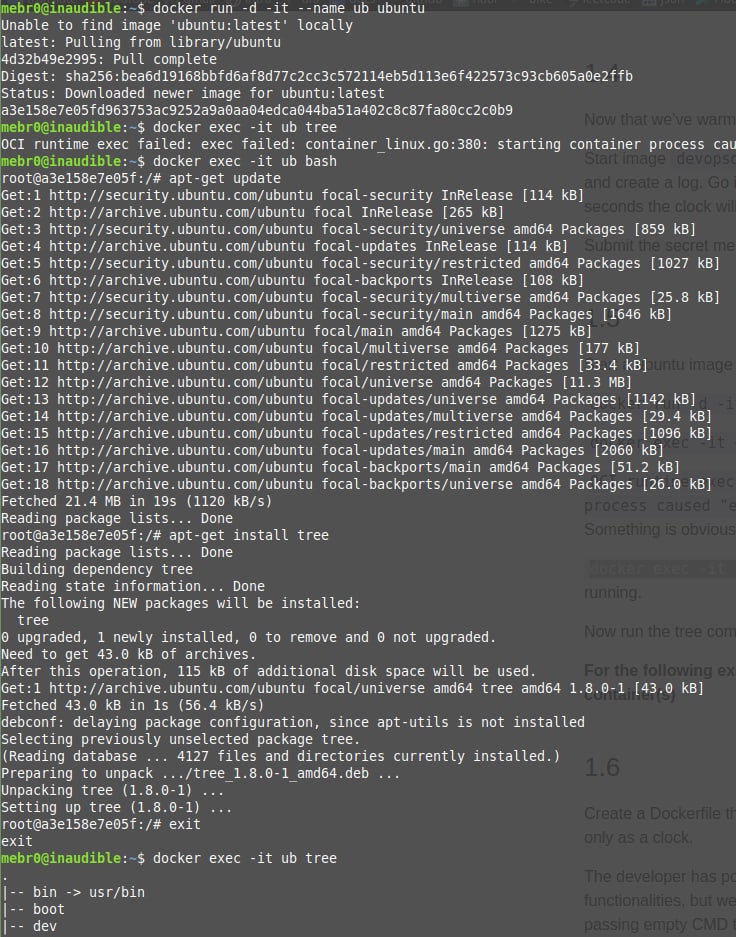 mebr0@inaudible:~$ docker run -d -it --name ub ubuntu
Unable to find image 'ubuntu:latest' locally
latest: Pulling from library/ubuntu
4d32b49e2995: Pull complete
Digest: sha256:bea6d19168bbfd6af8d77c2cc3c572114eb5d113e6f422573c93cb605a0e2ffb
Status: Downloaded newer image for ubuntu:latest
a3e158e7e05fd963753ac9252a9a0aa04edca044ba51a402c8c87fa80cc2c0b9
mebr0@inaudible:~$ docker exec -it ub tree
OCI runtime exec failed: exec failed: container_linux.go:380: starting container process cau
mebr0@inaudible:~$ docker exec -it ub bash
root@a3e158e7e05f:/# apt-get update
Get:1 http://security.ubuntu.com/ubuntu focal-security InRelease [114 kB]
Get:2 http://archive.ubuntu.com/ubuntu focal InRelease [265 kB]
Get:3 http://security.ubuntu.com/ubuntu focal-security/universe amd64 Packages [859 kB]
Get:4 http://archive.ubuntu.com/ubuntu focal-updates InRelease [114 kB]
Get:5 http://security.ubuntu.com/ubuntu focal-security/restricted amd64 Packages [1027 kB]
Get:6 http://archive.ubuntu.com/ubuntu focal-backports InRelease [108 kB]
Get:7 http://security.ubuntu.com/ubuntu focal-security/multiverse amd64 Packages [25.8 kB]
Get:8 http://security.ubuntu.com/ubuntu focal-security/main amd64 Packages [1646 kB]
Get:9 http://archive.ubuntu.com/ubuntu focal/main amd64 Packages [1275 kB]
Get:10 http://archive.ubuntu.com/ubuntu focal/multiverse amd64 Packages [177 kB]
Get:11 http://archive.ubuntu.com/ubuntu focal/restricted amd64 Packages [33.4 kB]
Get:12 http://archive.ubuntu.com/ubuntu focal/universe amd64 Packages [11.3 MB]
Get:13 http://archive.ubuntu.com/ubuntu focal-updates/universe amd64 Packages [1142 kB]
Get:14 http://archive.ubuntu.com/ubuntu focal-updates/multiverse amd64 Packages [29.4 kB]
Get:15 http://archive.ubuntu.com/ubuntu focal-updates/restricted amd64 Packages [1096 kB]
Get:16 http://archive.ubuntu.com/ubuntu focal-updates/main amd64 Packages [2060 kB]
Get:17 http://archive.ubuntu.com/ubuntu focal-backports/main amd64 Packages [51.2 kB]
Get:18 http://archive.ubuntu.com/ubuntu focal-backports/universe amd64 Packages [26.0 kB]
Fetched 21.4 MB in 19s (1120 kB/s)
Reading package lists... Done
root@a3e158e7e05f:/# apt-get install tree
Reading package lists... Done
Building dependency tree
Reading state information... Done
The following NEW packages will be installed:
  tree
0 upgraded, 1 newly installed, 0 to remove and 0 not upgraded.
Need to get 43.0 kB of archives.
After this operation, 115 kB of additional disk space will be used.
Get:1 http://archive.ubuntu.com/ubuntu focal/universe amd64 tree amd64 1.8.0-1 [43.0 kB]
Fetched 43.0 kB in 1s (56.4 kB/s)
debconf: delaying package configuration, since apt-utils is not installed
Selecting previously unselected package tree.
(Reading database ... 4127 files and directories currently installed.)
Preparing to unpack .../tree_1.8.0-1_amd64.deb ...
Unpacking tree (1.8.0-1) ...
Setting up tree (1.8.0-1) ...
root@a3e158e7e05f:/# exit
exit
mebr0@inaudible:~$ docker exec -it ub tree
.
|-- bin -> usr/bin
|-- boot
|-- dev
Now that we've warm
Start image devops
and create a log. Go i
seconds the clock wil
Submit the secret me
ubuntu image
process caused "e
Something is obvious
docker exec -it
running.
Now run the tree com
For the following ex
container(s)
1.6
Create a Dockerfile th
only as a clock.
The developer has po
functionalities, but we
passing empty CMD t